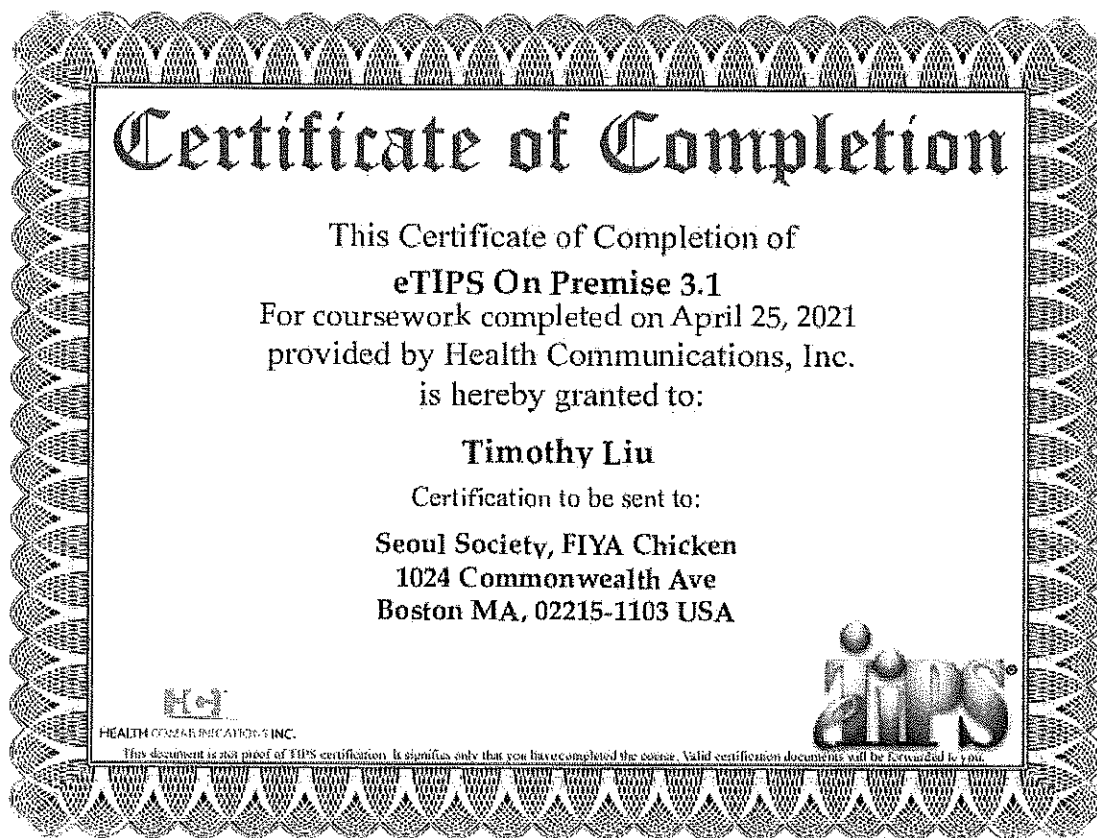 Certificate of Completion
This Certificate of Completion of
eTIPS On Premise 3.1
For coursework completed on April 25, 2021
provided by Health Communications, Inc.
is hereby granted to:
Timothy Liu
Certification to be sent to:
Seoul Society, FIYA Chicken
1024 Commonwealth Ave
Boston MA, 02215-1103 USA
HCI
eTIPS®
HEALTH COMMUNICATIONS INC.
This document is not proof of TIPS certification. It signifies only that you have completed the course. Valid certification documents will be forwarded to you.